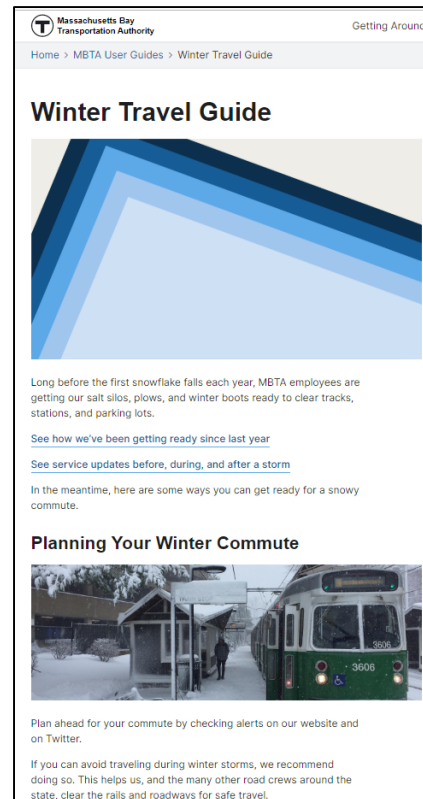 T
Massachusetts Bay
Transportation Authority
Getting Around
Home > MBTA User Guides > Winter Travel Guide
Winter Travel Guide
Long before the first snowflake falls each year, MBTA employees are
getting our salt silos, plows, and winter boots ready to clear tracks,
stations, and parking lots.
See how we've been getting ready since last year
See service updates before, during, and after a storm
In the meantime, here are some ways you can get ready for a snowy
commute.
Planning Your Winter Commute
3606
3606
Plan ahead for your commute by checking alerts on our website and
on Twitter.
If you can avoid traveling during winter storms, we recommend
doing so. This helps us, and the many other road crews around the
state, clear the rails and roadways for safe travel.